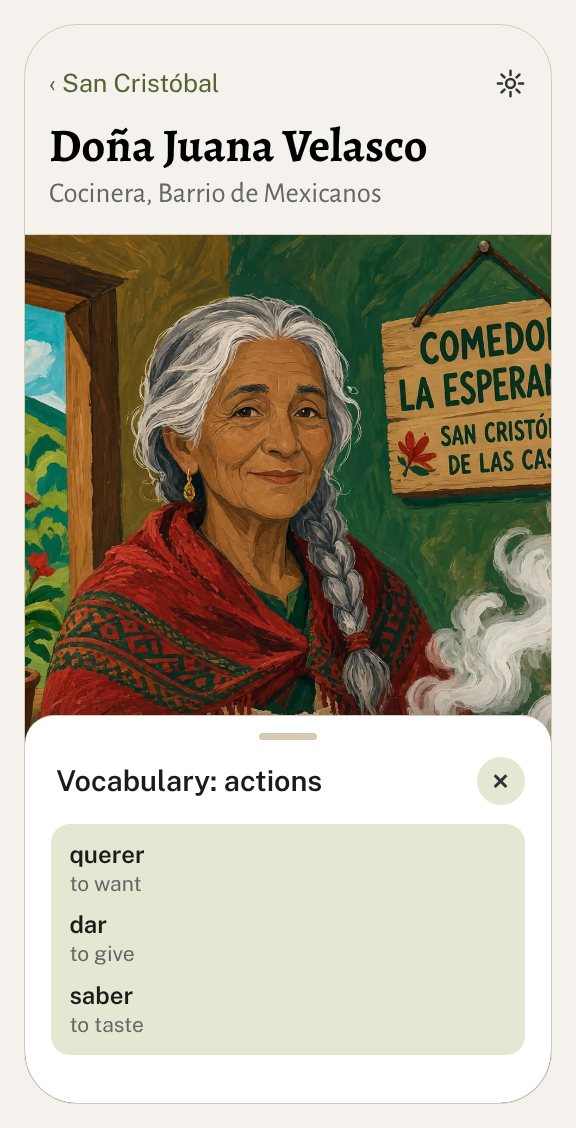 ‹ San Cristóbal
Doña Juana Velasco
Cocinera, Barrio de Mexicanos
COMEDO
LA ESPERAN
SAN CRISTÓ
DE LAS CAS
Vocabulary: actions
querer
to want
dar
to give
saber
to taste